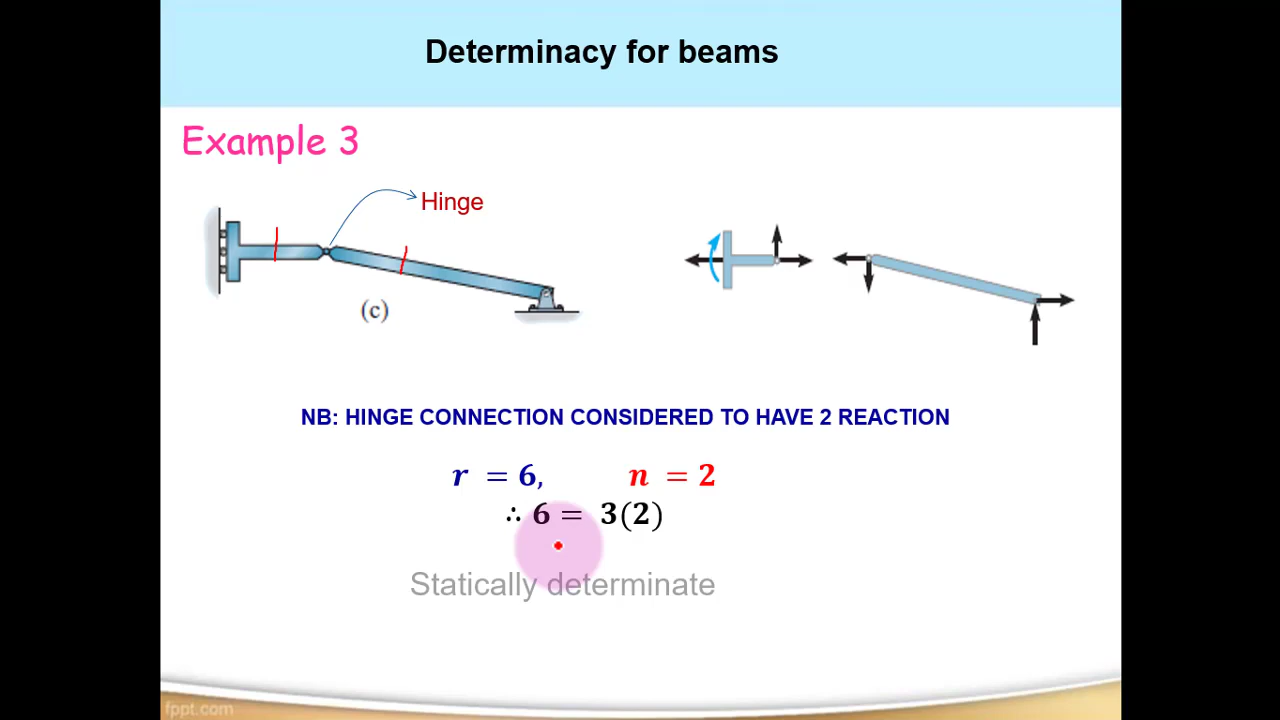 Determinacy for beams
Example 3
Hinge
(c)
NB: HINGE CONNECTION CONSIDERED TO HAVE 2 REACTION
r = 6, n = 2
∴ 6 = 3(2)
Statically determinate
fppt.com